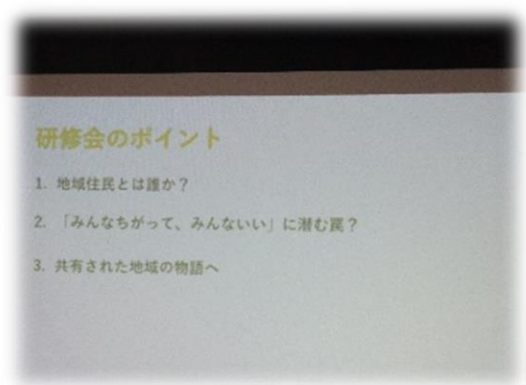 研修会のポイント
1. 地域住民とは誰か？
2. 「みんなちがって、みんないい」に潜む罠？
3. 共有された地域の物語へ